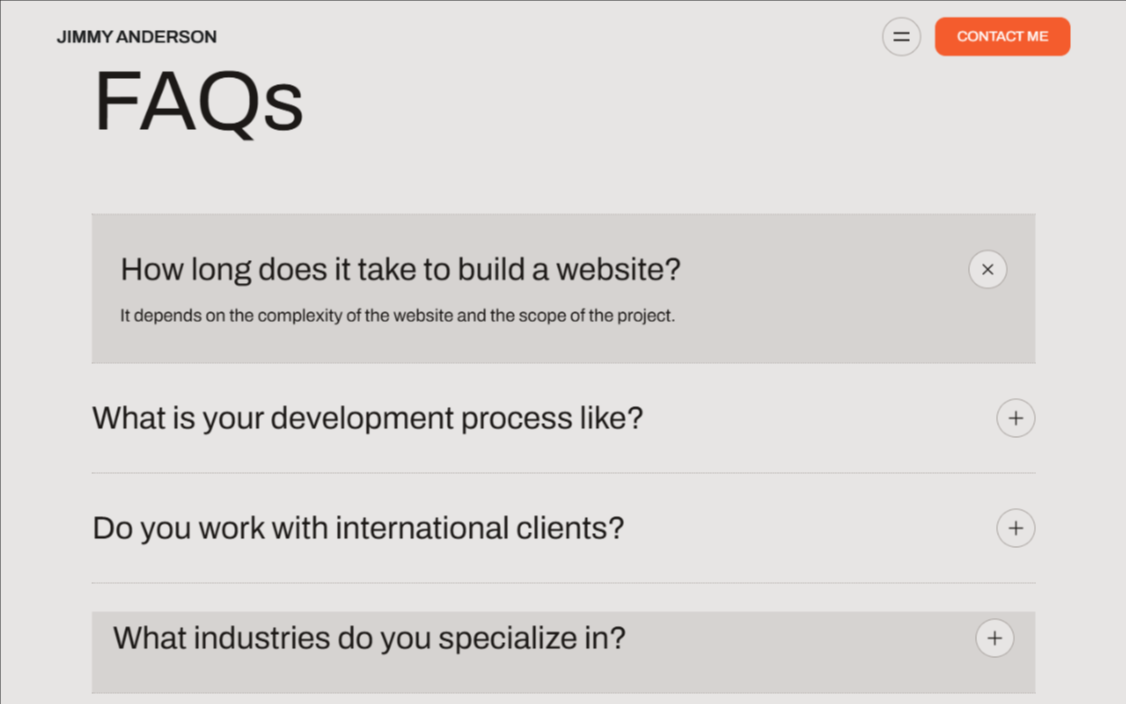 JIMMY ANDERSON
CONTACT ME
FAQs
How long does it take to build a website?
It depends on the complexity of the website and the scope of the project.
What is your development process like?
Do you work with international clients?
What industries do you specialize in?